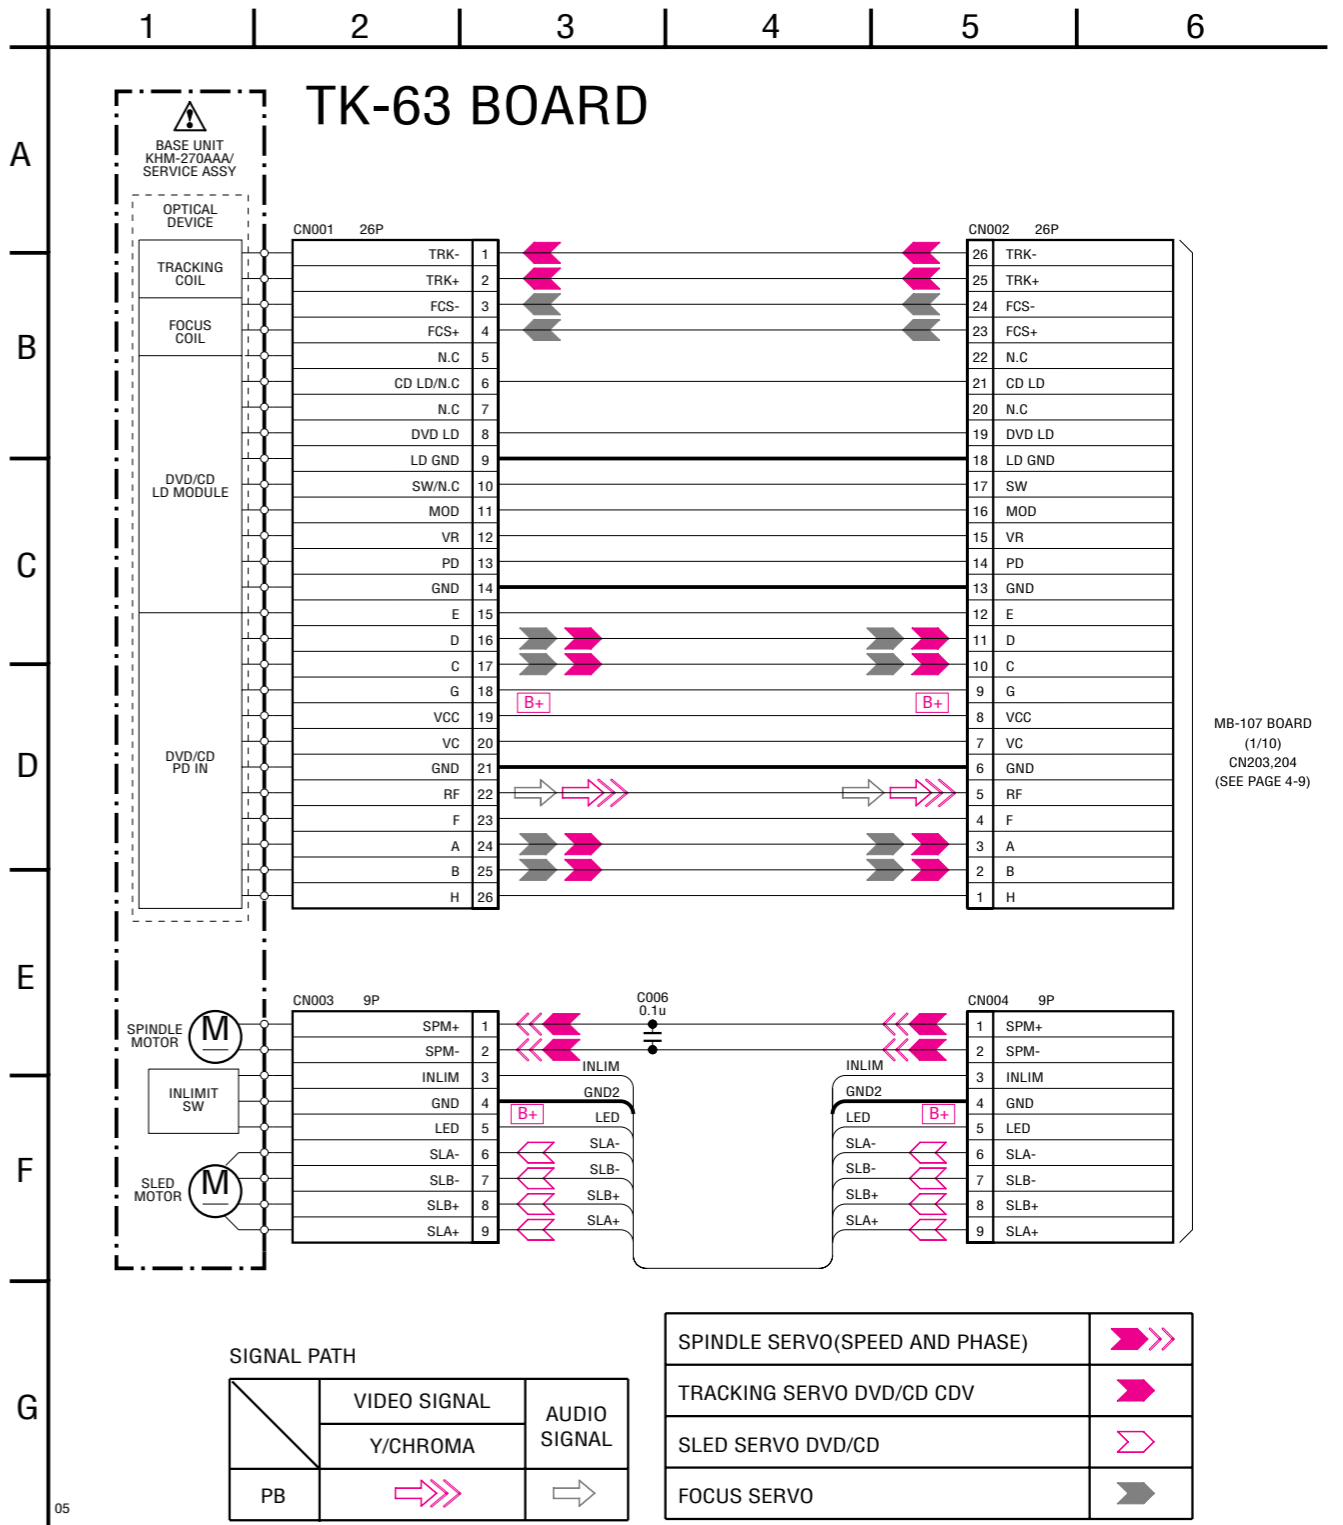 1 2 3 4 5 6
TK-63 BOARD
A
B
C
D
E
F
G
BASE UNIT
KHM-270AAA/
SERVICE ASSY
OPTICAL
DEVICE
TRACKING
COIL
FOCUS
COIL
DVD/CD
LD MODULE
DVD/CD
PD IN
CN001 26P
TRK- 1
TRK+ 2
FCS- 3
FCS+ 4
N.C 5
CD LD/N.C 6
N.C 7
DVD LD 8
LD GND 9
SW/N.C 10
MOD 11
VR 12
PD 13
GND 14
E 15
D 16
C 17
G 18
VCC 19
VC 20
GND 21
RF 22
F 23
A 24
B 25
H 26
B+ B+
CN002 26P
26 TRK-
25 TRK+
24 FCS-
23 FCS+
22 N.C
21 CD LD
20 N.C
19 DVD LD
18 LD GND
17 SW
16 MOD
15 VR
14 PD
13 GND
12 E
11 D
10 C
9 G
8 VCC
7 VC
6 GND
5 RF
4 F
3 A
2 B
1 H
MB-107 BOARD
(1/10)
CN203,204
(SEE PAGE 4-9)
SPINDLE
MOTOR
M
INLIMIT
SW
SLED
MOTOR
M
CN003 9P
SPM+ 1
SPM- 2
INLIM 3
GND 4
LED 5
SLA- 6
SLB- 7
SLB+ 8
SLA+ 9
C006
0.1u
INLIM
GND2
B+ LED
SLA-
SLB-
SLB+
SLA+
INLIM
GND2
LED B+
SLA-
SLB-
SLB+
SLA+
CN004 9P
1 SPM+
2 SPM-
3 INLIM
4 GND
5 LED
6 SLA-
7 SLB-
8 SLB+
9 SLA+
SIGNAL PATH
VIDEO SIGNAL
AUDIO
SIGNAL
Y/CHROMA
PB
SPINDLE SERVO(SPEED AND PHASE)
TRACKING SERVO DVD/CD CDV
SLED SERVO DVD/CD
FOCUS SERVO
05